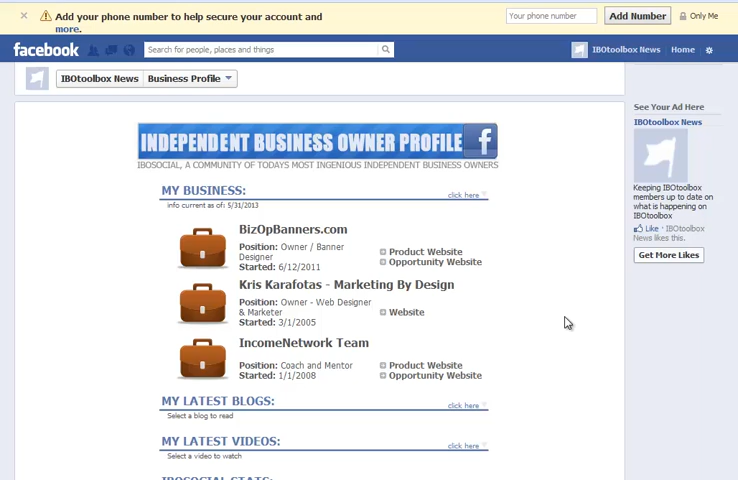 Add your phone number to help secure your account and
more.
Your phone number
Add Number
Only Me
facebook
Search for people, places and things
IBOtoolbox News
Home
IBOtoolbox News
Business Profile
INDEPENDENT BUSINESS OWNER PROFILE
f
IBOSOCIAL, A COMMUNITY OF TODAYS MOST INGENIOUS INDEPENDENT BUSINESS OWNERS
MY BUSINESS:
click here
info current as of: 5/31/2013
BizOpBanners.com
Position: Owner / Banner
Designer
Started: 6/12/2011
Product Website
Opportunity Website
Kris Karafotas - Marketing By Design
Position: Owner - Web Designer
& Marketer
Started: 3/1/2005
Website
IncomeNetwork Team
Position: Coach and Mentor
Started: 1/1/2008
Product Website
Opportunity Website
MY LATEST BLOGS:
click here
Select a blog to read
MY LATEST VIDEOS:
click here
Select a video to watch
IBOSOCIAL STATS:
See Your Ad Here
IBOtoolbox News
Keeping IBOtoolbox
members up to date on
what is happening on
IBOtoolbox
Like · IBOtoolbox
News likes this.
Get More Likes